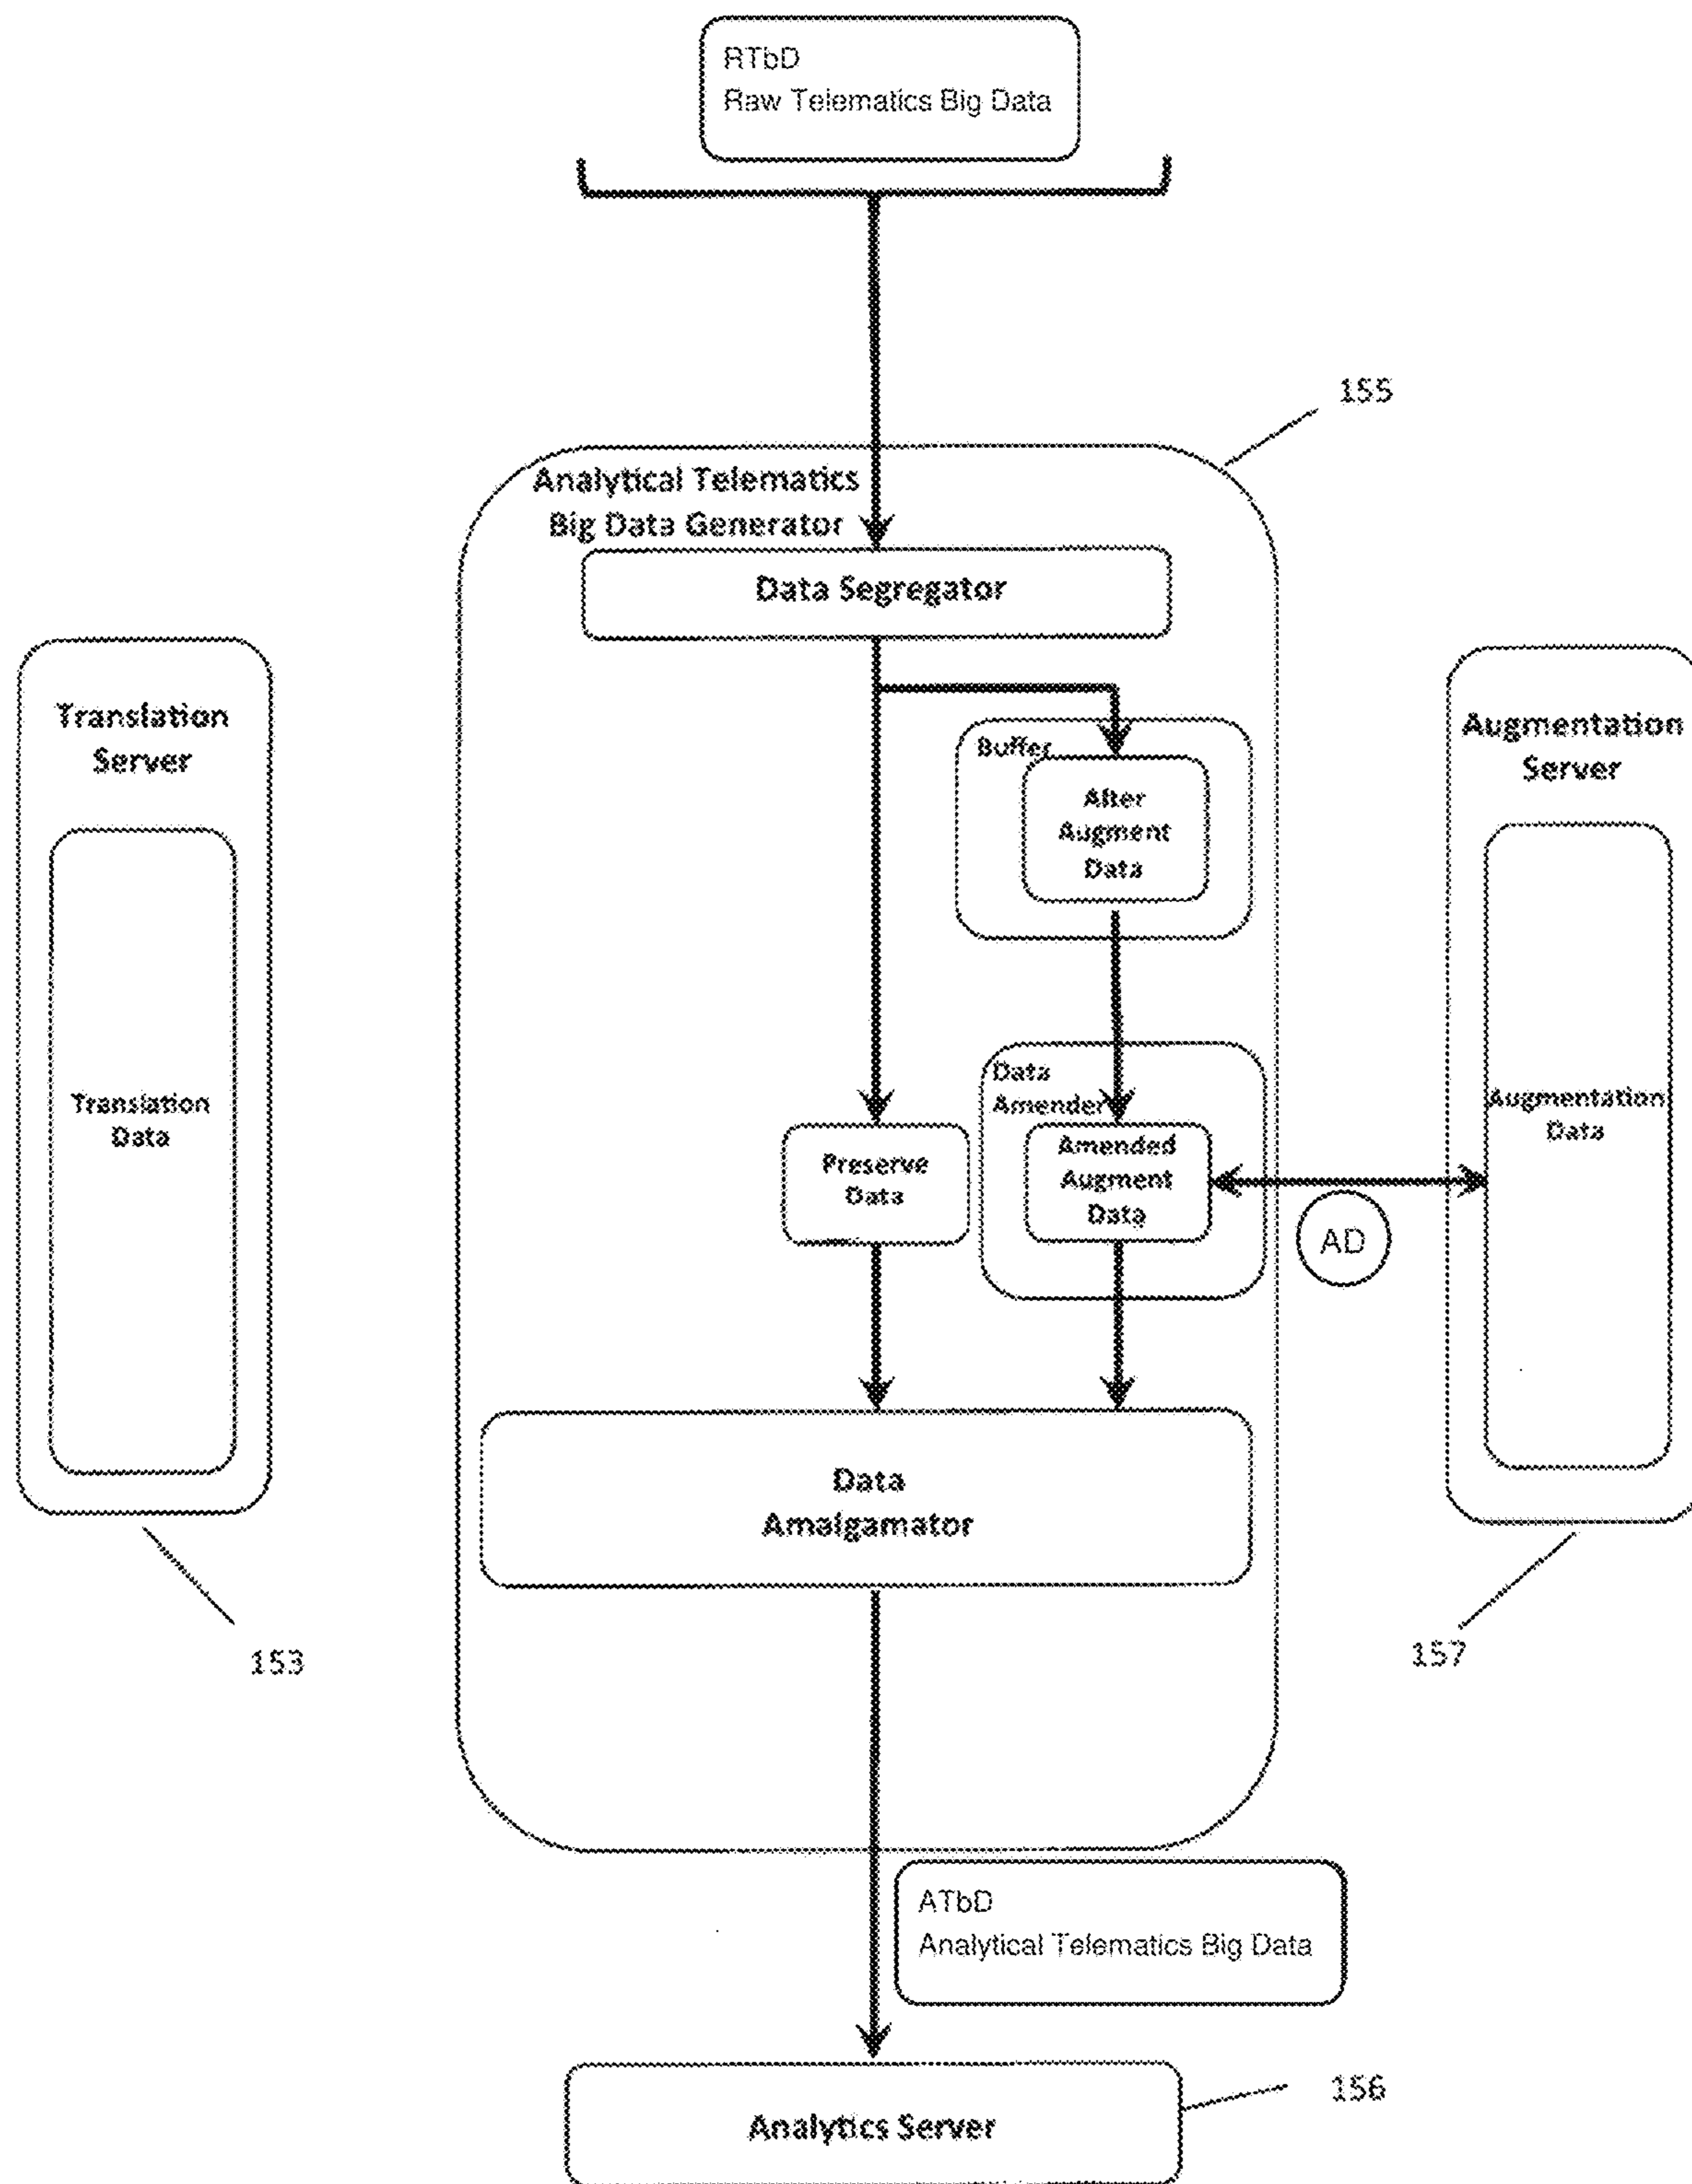 RTbD
Raw Telematics Big Data
155
Analytical Telematics
Big Data Generator
Data Segregator
Translation
Server
Augmentation
Server
Buffer
Alter
Augment
Data
Data
Amender
Translation
Data
Augmentation
Data
Preserve
Data
Amended
Augment
Data
AD
Data
Amalgamator
153
157
ATbD
Analytical Telematics Big Data
156
Analytics Server